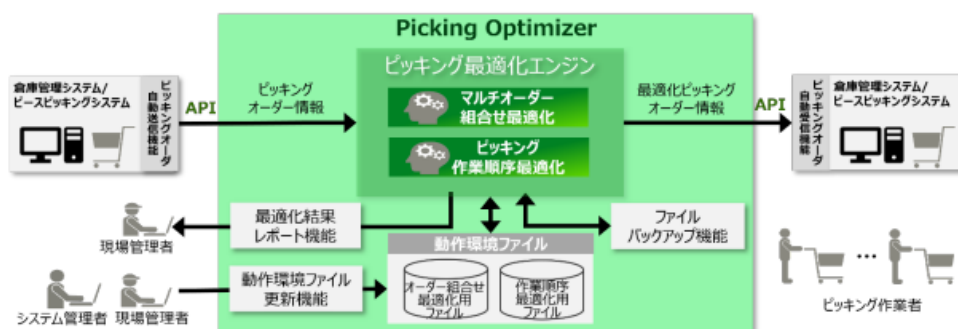 Picking Optimizer
ピッキング最適化エンジン
マルチオーダー
組合せ最適化
ピッキング
作業順序最適化
倉庫管理システム/
ピースピッキングシステム
ピッキングオーダ
自動送信機能
API
ピッキング
オーダー情報
最適化ピッキング
オーダー情報
API
ピッキングオーダ
自動受信機能
倉庫管理システム/
ピースピッキングシステム
現場管理者
最適化結果
レポート機能
ファイル
バックアップ機能
動作環境ファイル
オーダー組合せ
最適化用
ファイル
作業順序
最適化用
ファイル
動作環境ファイル
更新機能
システム管理者
現場管理者
…
ピッキング作業者